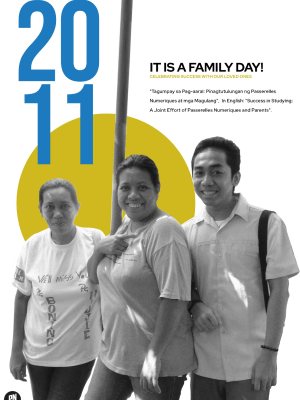 20
11
IT IS A FAMILY DAY!
CELEBRATING SUCCESS WITH OUR LOVED ONES
"Tagumpay sa Pag-aaral: Pinagtutulungan ng Passerelles
Numeriques at mga Magulang". In English: "Success in Studying:
A Joint Effort of Passerelles Numeriques and Parents".
PN